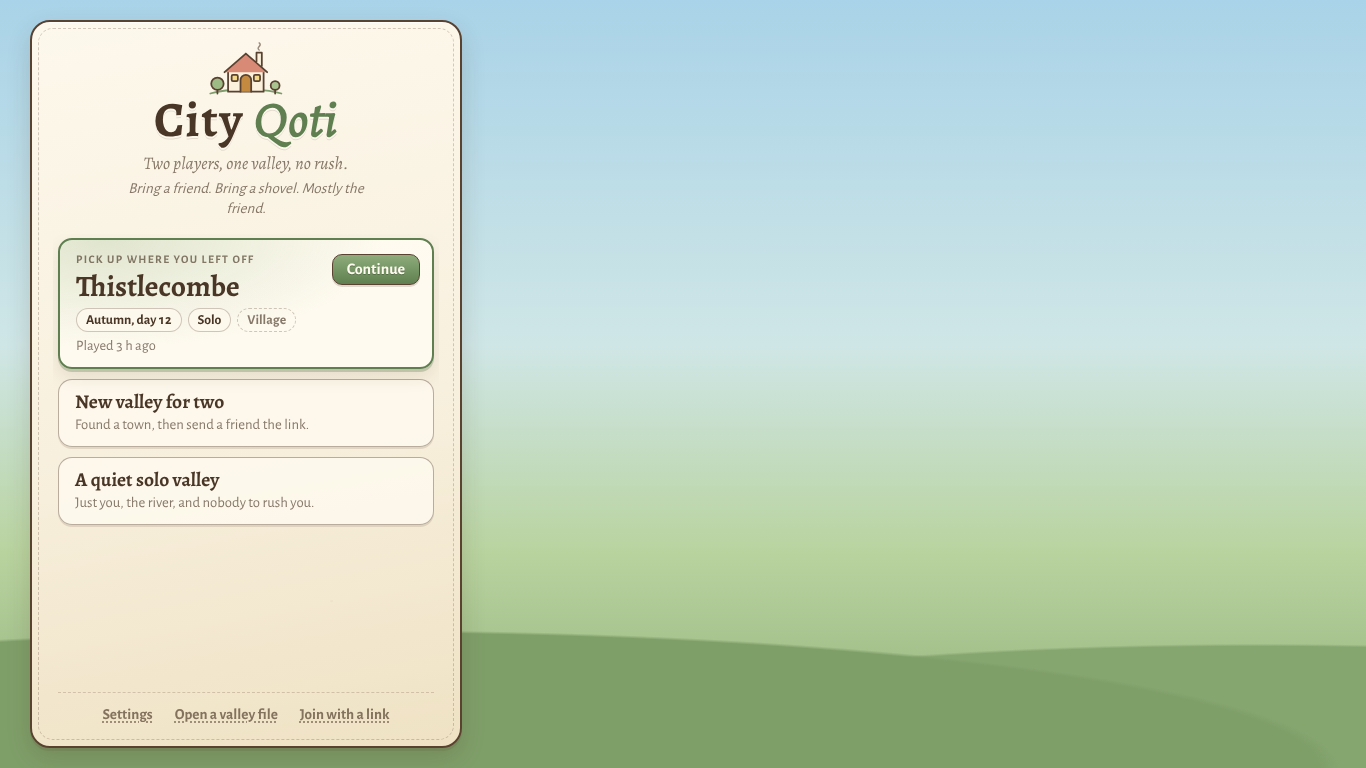 City Qoti
Two players, one valley, no rush.
Bring a friend. Bring a shovel. Mostly the
friend.
PICK UP WHERE YOU LEFT OFF
Continue
Thistlecombe
Autumn, day 12
Solo
Village
Played 3 h ago
New valley for two
Found a town, then send a friend the link.
A quiet solo valley
Just you, the river, and nobody to rush you.
Settings
Open a valley file
Join with a link